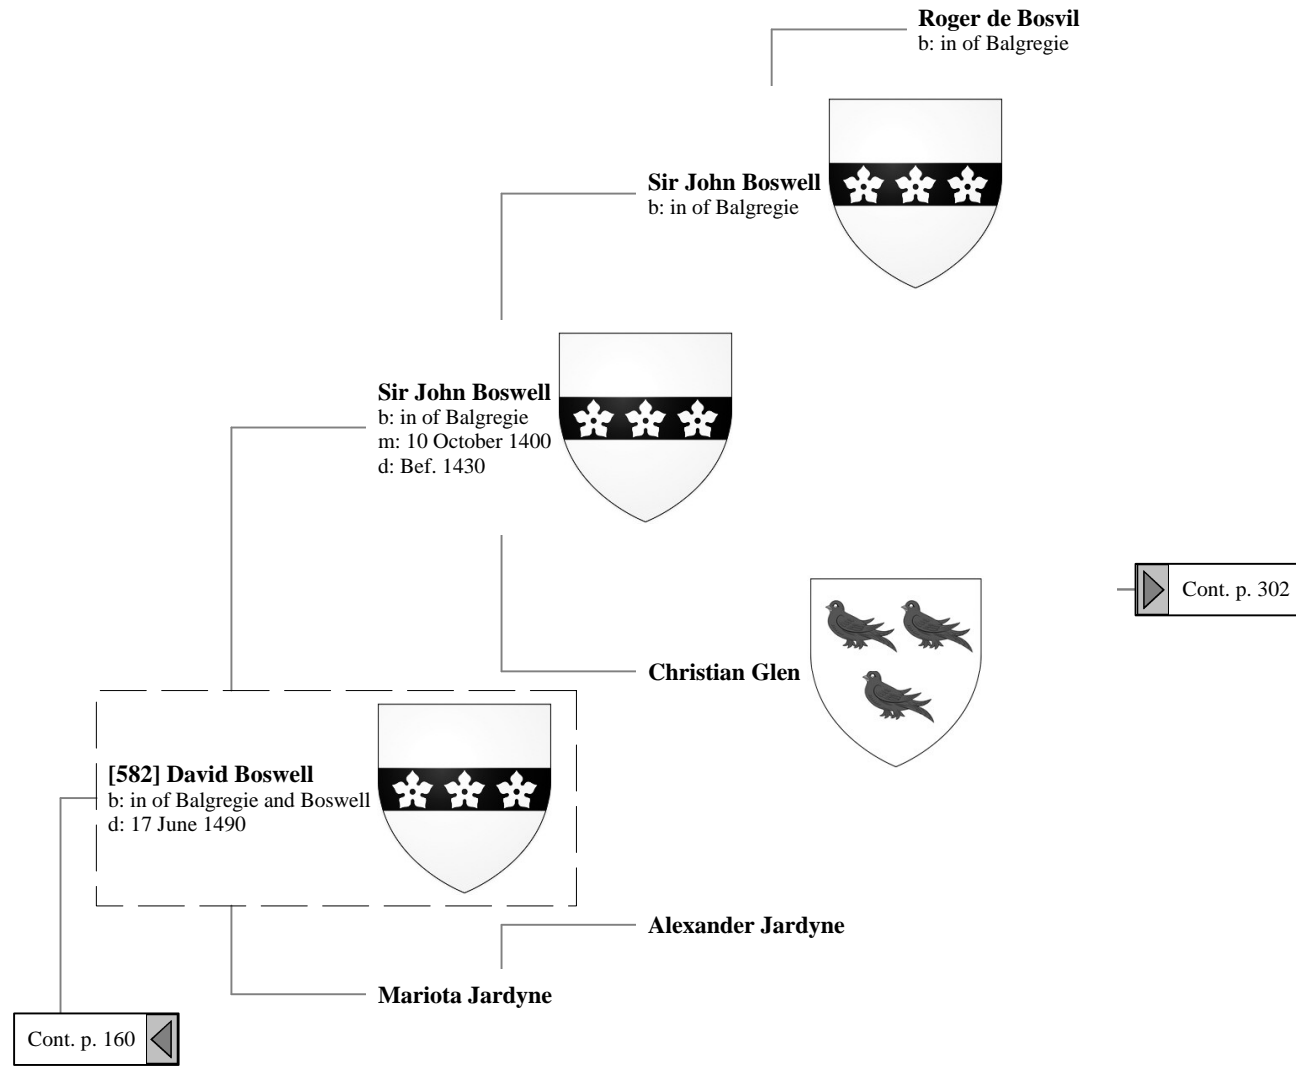 Roger de Bosvil
b: in of Balgregie
Sir John Boswell
b: in of Balgregie
Sir John Boswell
b: in of Balgregie
m: 10 October 1400
d: Bef. 1430
Cont. p. 302
Christian Glen
[582] David Boswell
b: in of Balgregie and Boswell
d: 17 June 1490
Alexander Jardyne
Mariota Jardyne
Cont. p. 160